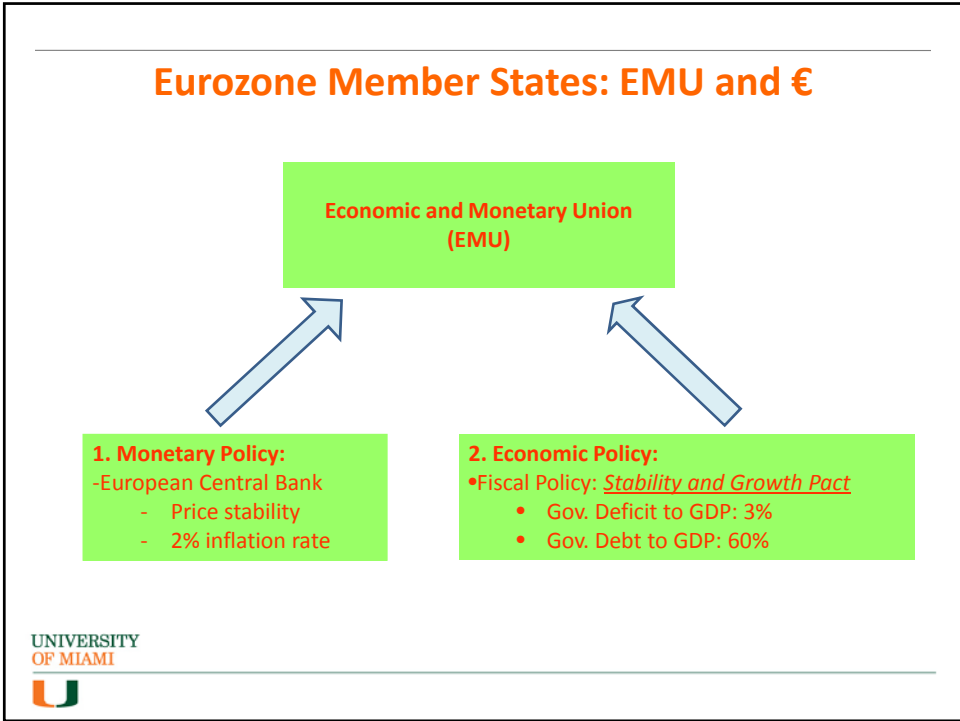 Eurozone Member States: EMU and €
Economic and Monetary Union
(EMU)
1. Monetary Policy:
-European Central Bank
- Price stability
- 2% inflation rate
2. Economic Policy:
•Fiscal Policy: Stability and Growth Pact
• Gov. Deficit to GDP: 3%
• Gov. Debt to GDP: 60%
UNIVERSITY
OF MIAMI